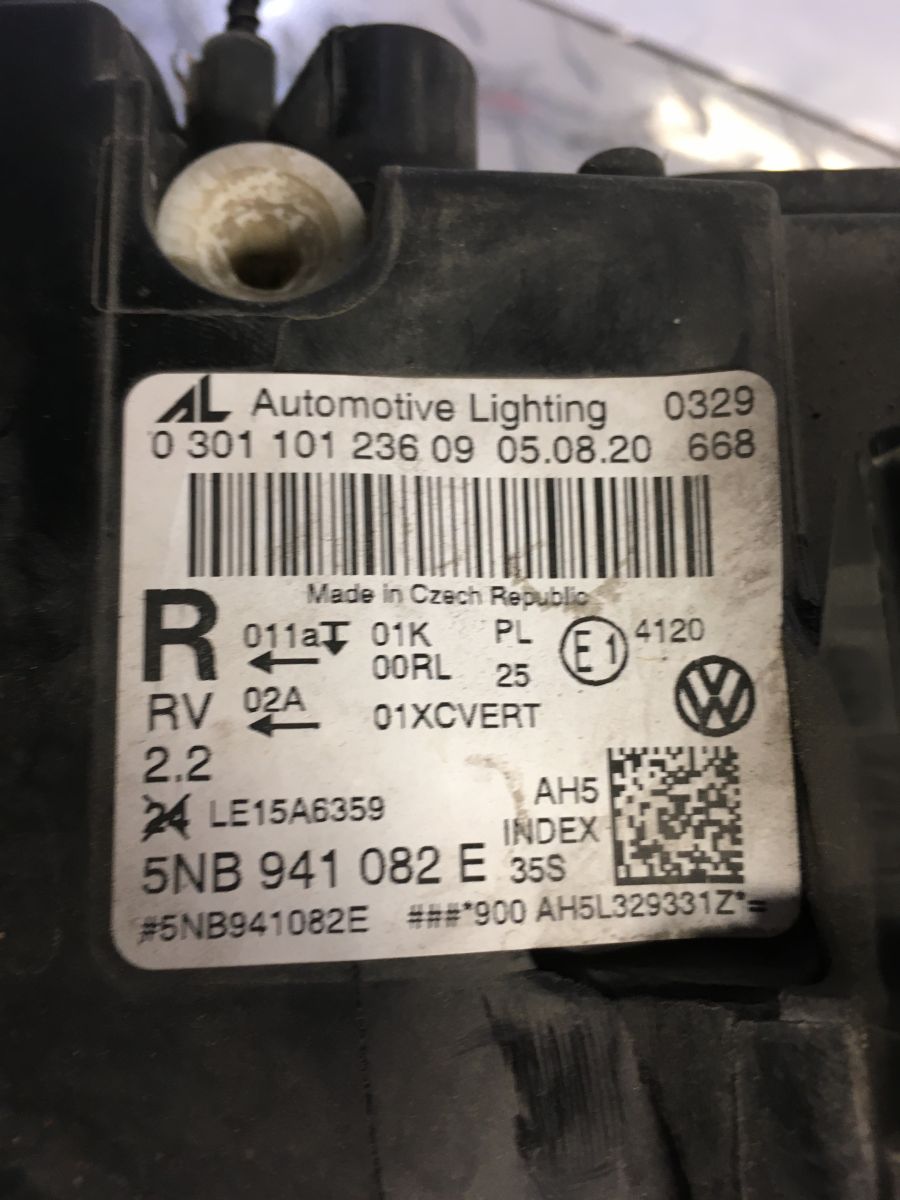 AL Automotive Lighting 0329
0 301 101 236 09 05.08.20 668
Made in Czech Republic
R 011a 01K PL E1 4120
00RL 25
RV 02A 01XCVERT
2.2
24 LE15A6359 AH5
INDEX
5NB 941 082 E 35S
#5NB941082E ###*900 AH5L329331Z*=